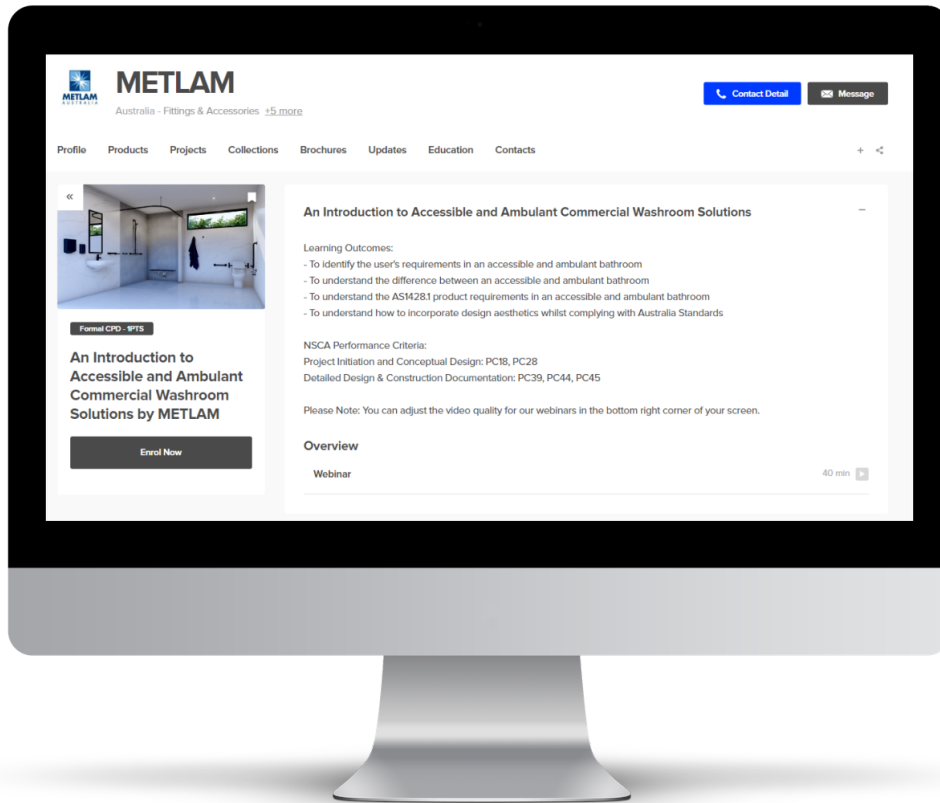 METLAM
AUSTRALIA
METLAM
Australia - Fittings & Accessories +5 more
Contact Detail
Message
Profile Products Projects Collections Brochures Updates Education Contacts
Formal CPD - 1PTS
An Introduction to
Accessible and Ambulant
Commercial Washroom
Solutions by METLAM
Enrol Now
An Introduction to Accessible and Ambulant Commercial Washroom Solutions
Learning Outcomes:
- To identify the user's requirements in an accessible and ambulant bathroom
- To understand the difference between an accessible and ambulant bathroom
- To understand the AS1428.1 product requirements in an accessible and ambulant bathroom
- To understand how to incorporate design aesthetics whilst complying with Australia Standards
NSCA Performance Criteria:
Project Initiation and Conceptual Design: PC18, PC28
Detailed Design & Construction Documentation: PC39, PC44, PC45
Please Note: You can adjust the video quality for our webinars in the bottom right corner of your screen.
Overview
Webinar 40 min